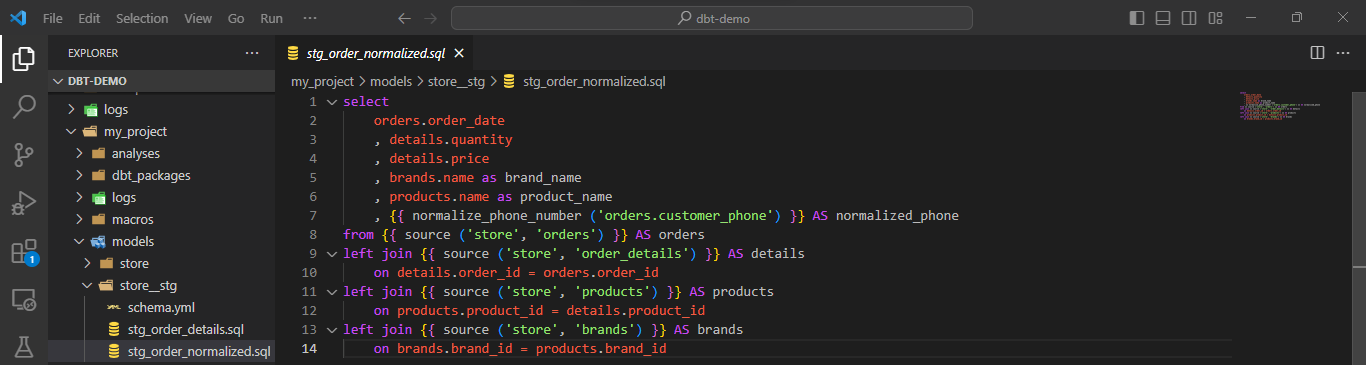 File Edit Selection View Go Run ··· dbt-demo
EXPLORER ···
DBT-DEMO
logs
my_project
analyses
dbt_packages
logs
macros
models
store
store__stg
schema.yml
stg_order_details.sql
stg_order_normalized.sql
1
stg_order_normalized.sql
my_project > models > store__stg > stg_order_normalized.sql
1 select
2 orders.order_date
3 , details.quantity
4 , details.price
5 , brands.name as brand_name
6 , products.name as product_name
7 , {{ normalize_phone_number ('orders.customer_phone') }} AS normalized_phone
8 from {{ source ('store', 'orders') }} AS orders
9 left join {{ source ('store', 'order_details') }} AS details
10 on details.order_id = orders.order_id
11 left join {{ source ('store', 'products') }} AS products
12 on products.product_id = details.product_id
13 left join {{ source ('store', 'brands') }} AS brands
14 on brands.brand_id = products.brand_id